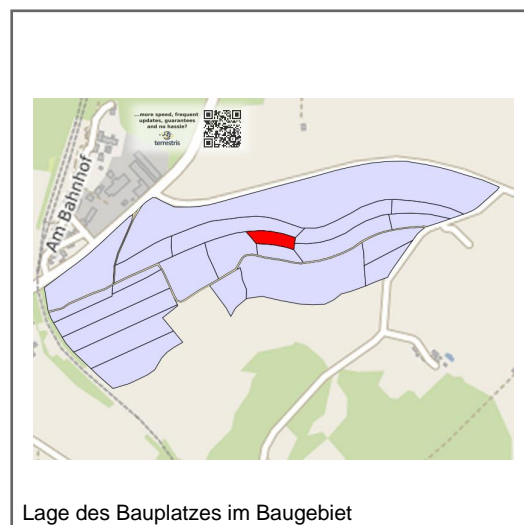 ...more speed, frequent
updates, guarantees
and no hassle?
terrestris
Am Bahnhof
Lage des Bauplatzes im Baugebiet